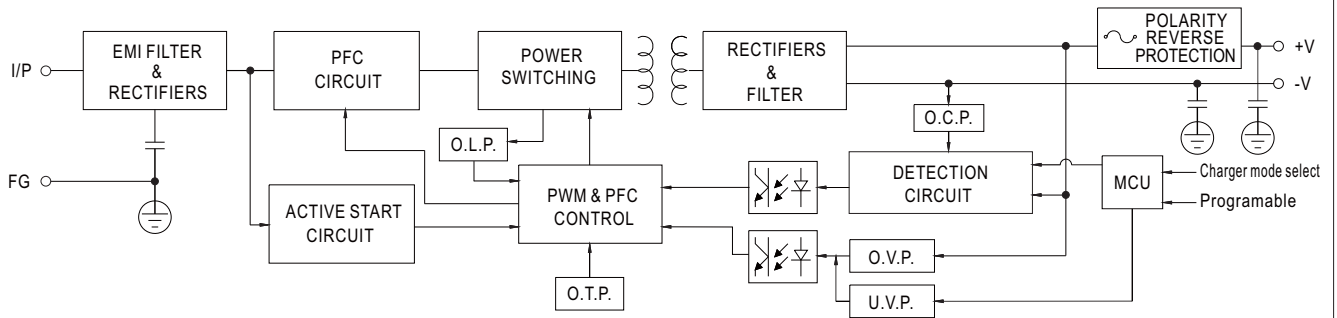 I/P
EMI FILTER
&
RECTIFIERS
PFC
CIRCUIT
POWER
SWITCHING
RECTIFIERS
&
FILTER
POLARITY
REVERSE
PROTECTION
+V
-V
O.L.P.
O.C.P.
FG
ACTIVE START
CIRCUIT
PWM & PFC
CONTROL
DETECTION
CIRCUIT
MCU
Charger mode select
Programable
O.T.P.
O.V.P.
U.V.P.